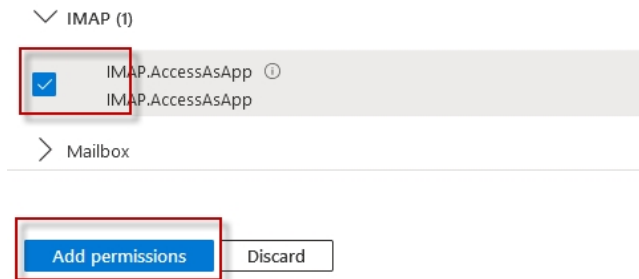 IMAP (1)
IMAP.AccessAsApp
IMAP.AccessAsApp
Mailbox
Add permissions Discard